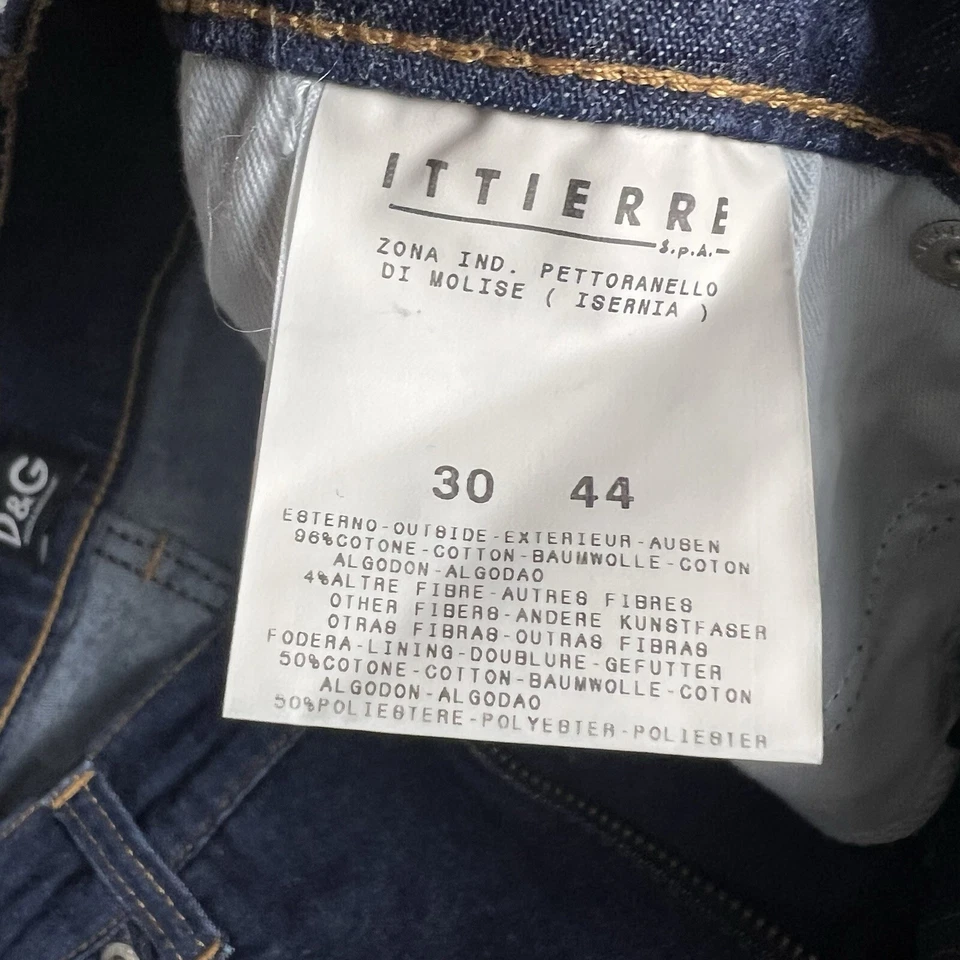 ITTIERRE
S.p.A.
ZONA IND. PETTORANELLO
DI MOLISE ( ISERNIA )
30 44
ESTERNO-OUTSIDE-EXTERIEUR-AUSEN
96%COTONE-COTTON-BAUMWOLLE-COTON
ALGODON-ALGODAO
4%ALTRE FIBRE-AUTRES FIBRES
OTHER FIBERS-ANDERE KUNSTFASER
OTRAS FIBRAS-OUTRAS FIBRAS
FODERA-LINING-DOUBLURE-GEFUTTER
50%COTONE-COTTON-BAUMWOLLE-COTON
ALGODON-ALGODAO
50%POLIESTERE-POLYESTER-POLIESTER
D&G